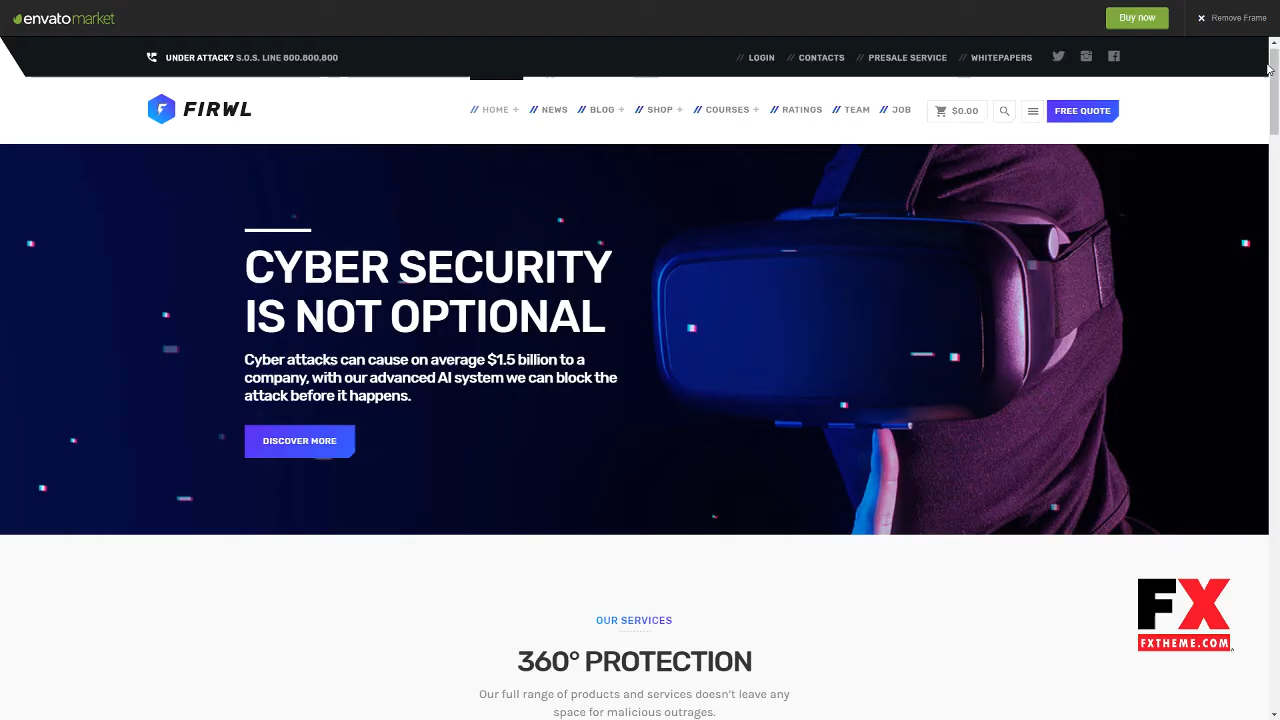 envatomarket
Buy now
Remove Frame
UNDER ATTACK? S.O.S. LINE 800.800.800
// LOGIN
// CONTACTS
// PRESALE SERVICE
// WHITEPAPERS
FIRWL
// HOME +
// NEWS
// BLOG +
// SHOP +
// COURSES +
// RATINGS
// TEAM
// JOB
$0.00
FREE QUOTE
CYBER SECURITY
IS NOT OPTIONAL
Cyber attacks can cause on average $1.5 billion to a
company, with our advanced AI system we can block the
attack before it happens.
DISCOVER MORE
OUR SERVICES
360° PROTECTION
Our full range of products and services doesn't leave any
space for malicious outrages.
FX
FXTHEME.COM